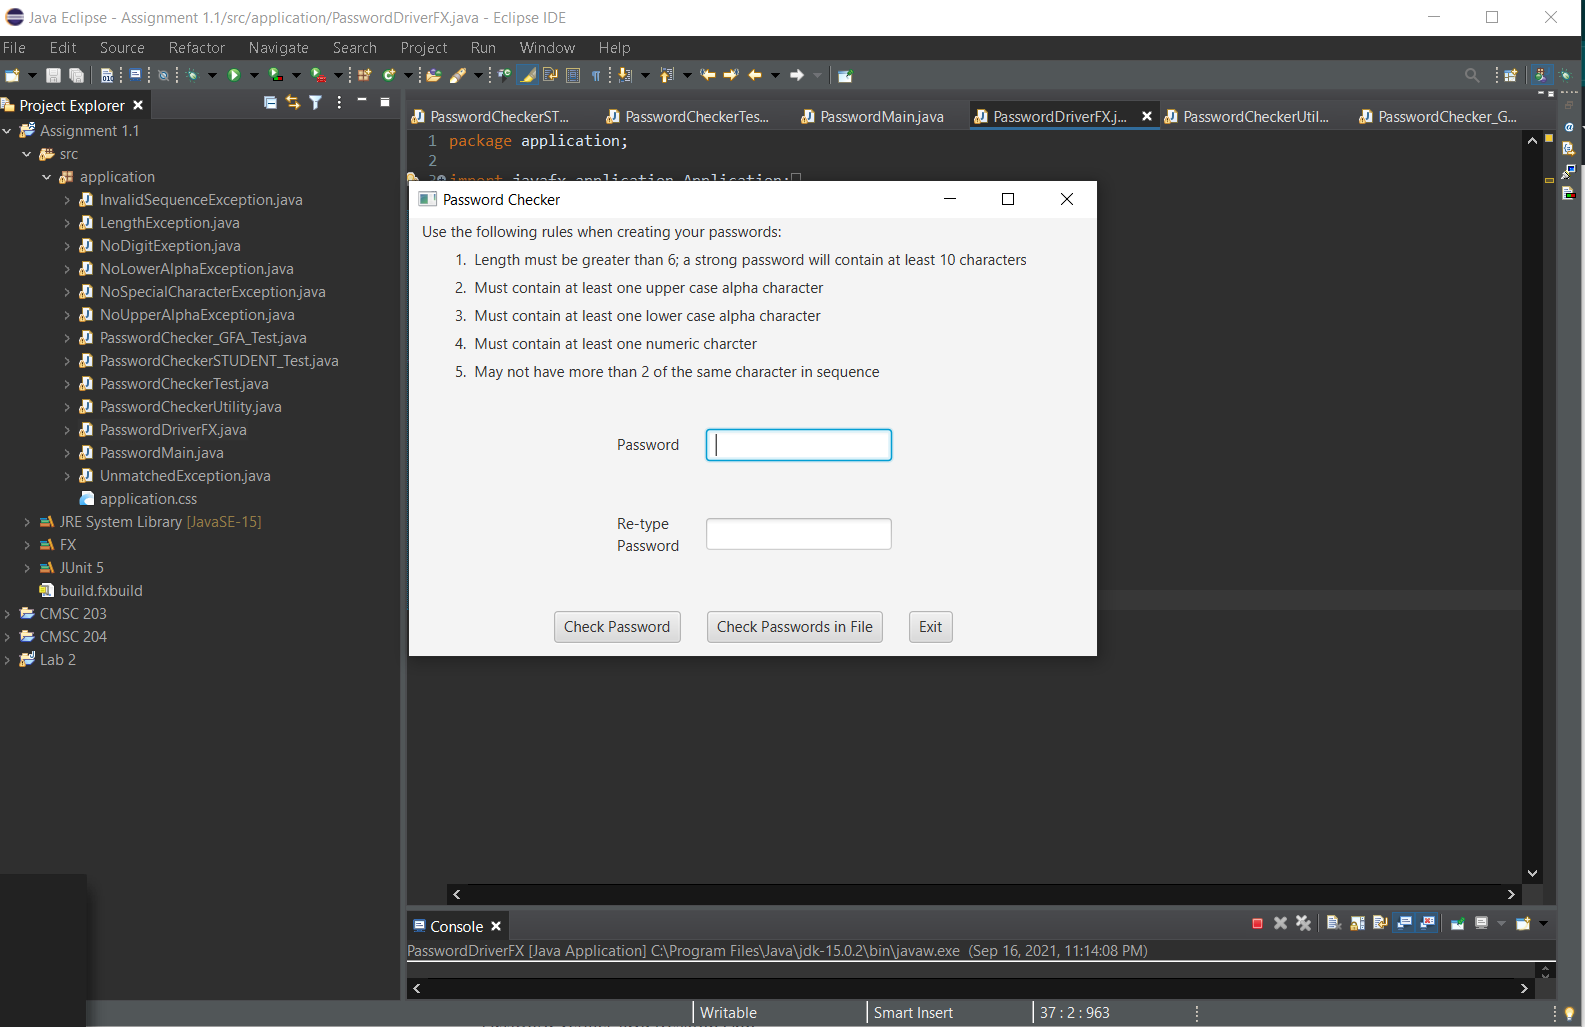 Java Eclipse - Assignment 1.1/src/application/PasswordDriverFX.java - Eclipse IDE
File Edit Source Refactor Navigate Search Project Run Window Help
Project Explorer
Assignment 1.1
src
application
InvalidSequenceException.java
LengthException.java
NoDigitExeption.java
NoLowerAlphaException.java
NoSpecialCharacterException.java
NoUpperAlphaException.java
PasswordChecker_GFA_Test.java
PasswordCheckerSTUDENT_Test.java
PasswordCheckerTest.java
PasswordCheckerUtility.java
PasswordDriverFX.java
PasswordMain.java
UnmatchedException.java
application.css
JRE System Library [JavaSE-15]
FX
JUnit 5
build.fxbuild
CMSC 203
CMSC 204
Lab 2
PasswordCheckerST... PasswordCheckerTes... PasswordMain.java PasswordDriverFX.j... PasswordCheckerUtil... PasswordChecker_G...
1 package application;
2
import javafx.application.Application;
Password Checker
Use the following rules when creating your passwords:
1. Length must be greater than 6; a strong password will contain at least 10 characters
2. Must contain at least one upper case alpha character
3. Must contain at least one lower case alpha character
4. Must contain at least one numeric charcter
5. May not have more than 2 of the same character in sequence
Password
Re-type
Password
Check Password Check Passwords in File Exit
Console
PasswordDriverFX [Java Application] C:\Program Files\Java\jdk-15.0.2\bin\javaw.exe (Sep 16, 2021, 11:14:08 PM)
Writable Smart Insert 37 : 2 : 963